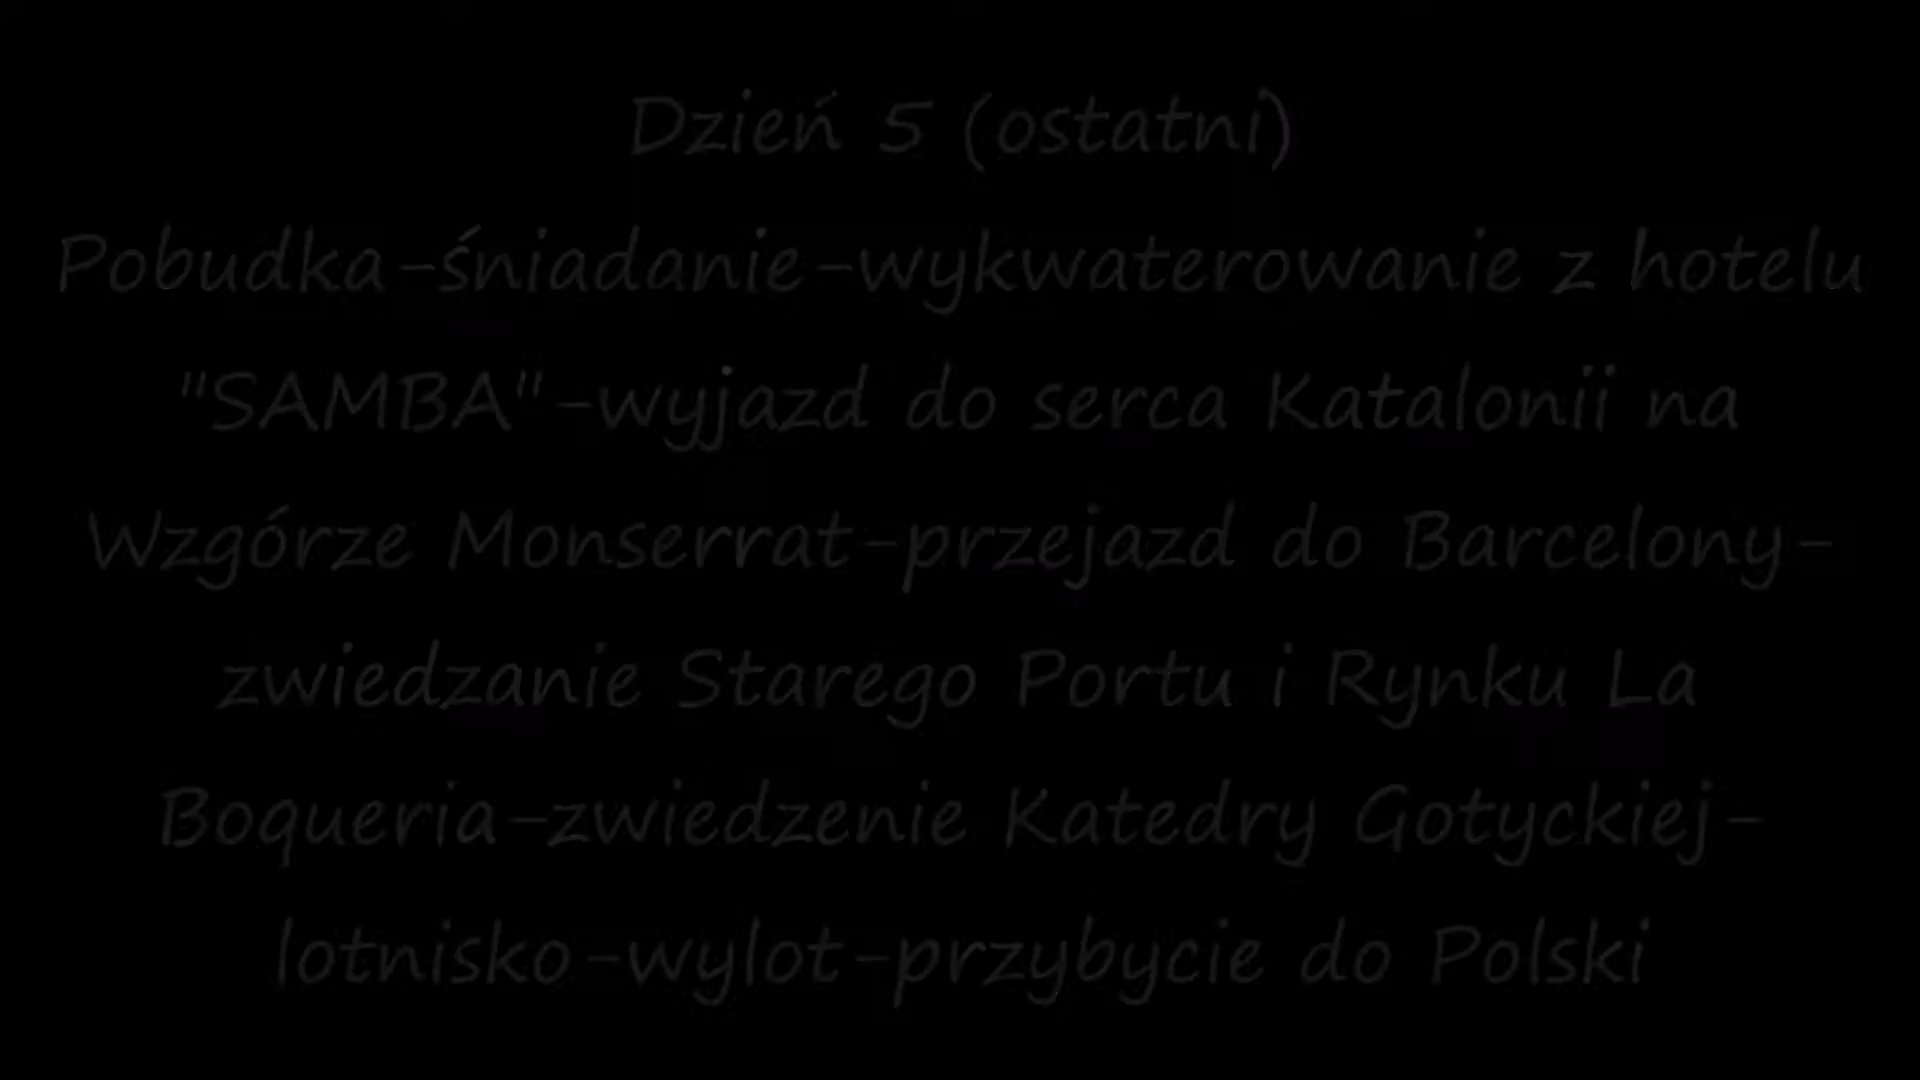 Dzień 5 (ostatni)
Pobudka-śniadanie-wykwaterowanie z hotelu
"SAMBA"-wyjazd do serca Katalonii na
Wzgórze Monserrat-przejazd do Barcelony-
zwiedzanie Starego Portu i Rynku La
Boqueria-zwiedzenie Katedry Gotyckiej-
lotnisko-wylot-przybycie do Polski